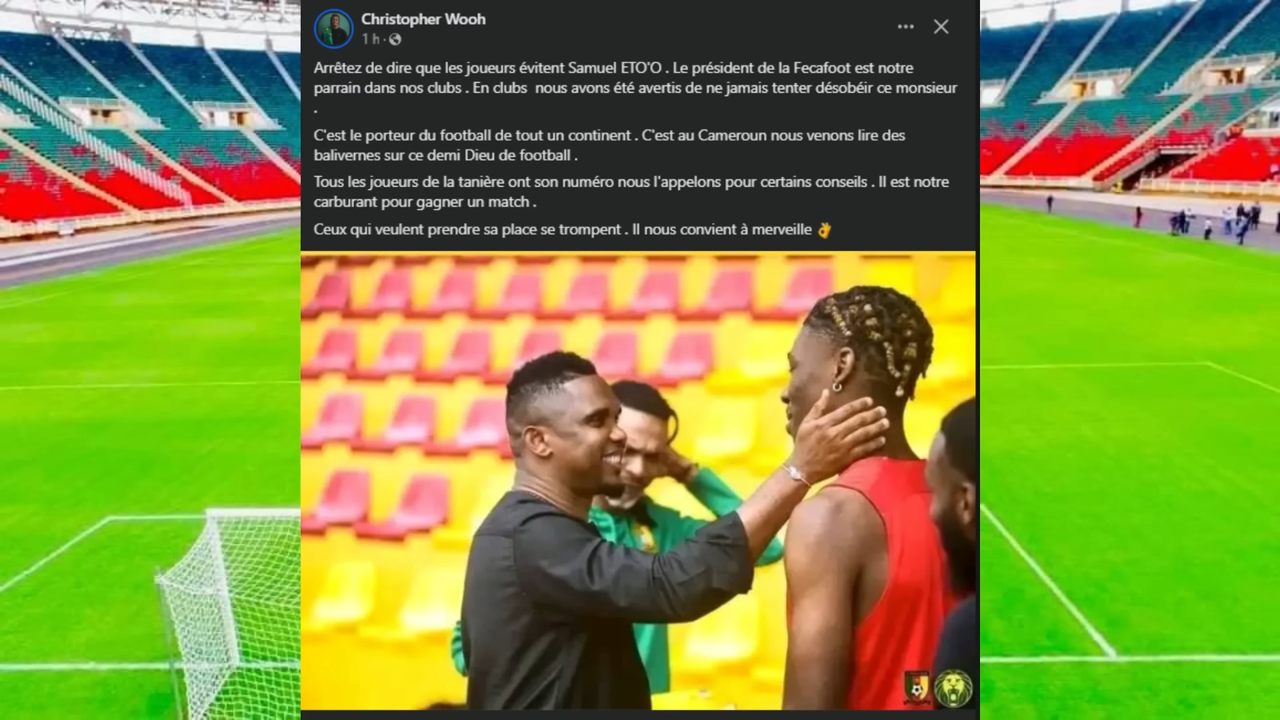 Christopher Wooh
1 h ·
Arrêtez de dire que les joueurs évitent Samuel ETO'O . Le président de la Fecafoot est notre
parrain dans nos clubs . En clubs  nous avons été avertis de ne jamais tenter désobéir ce monsieur
.
C'est le porteur du football de tout un continent . C'est au Cameroun nous venons lire des
balivernes sur ce demi Dieu de football .
Tous les joueurs de la tanière ont son numéro nous l'appelons pour certains conseils . Il est notre
carburant pour gagner un match .
Ceux qui veulent prendre sa place se trompent . Il nous convient à merveille 👌